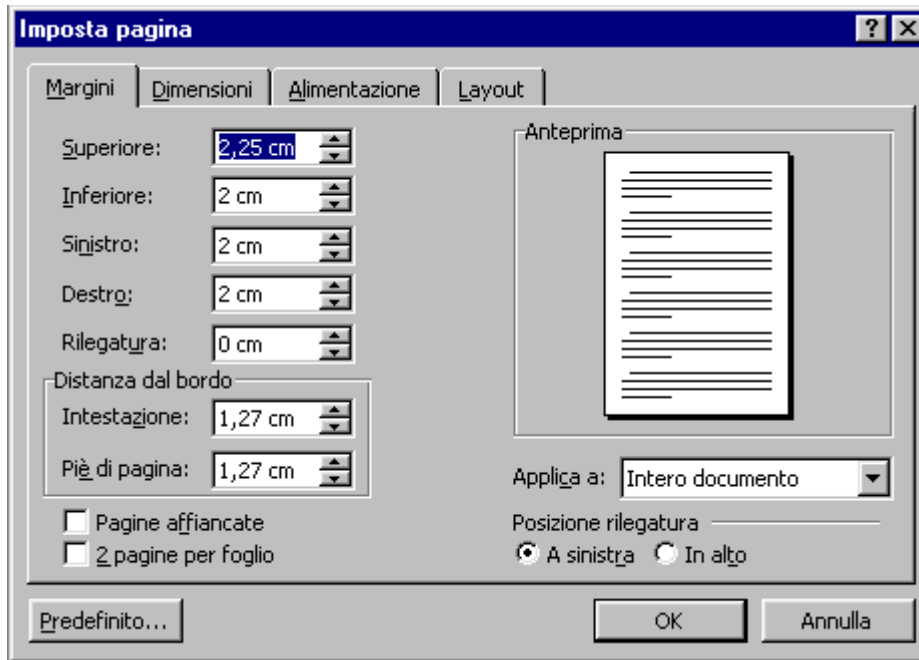 Imposta pagina
Margini Dimensioni Alimentazione Layout
Superiore: 2,25 cm
Inferiore: 2 cm
Sinistro: 2 cm
Destro: 2 cm
Rilegatura: 0 cm
Distanza dal bordo
Intestazione: 1,27 cm
Piè di pagina: 1,27 cm
Pagine affiancate
2 pagine per foglio
Anteprima
Applica a: Intero documento
Posizione rilegatura
A sinistra In alto
Predefinito... OK Annulla